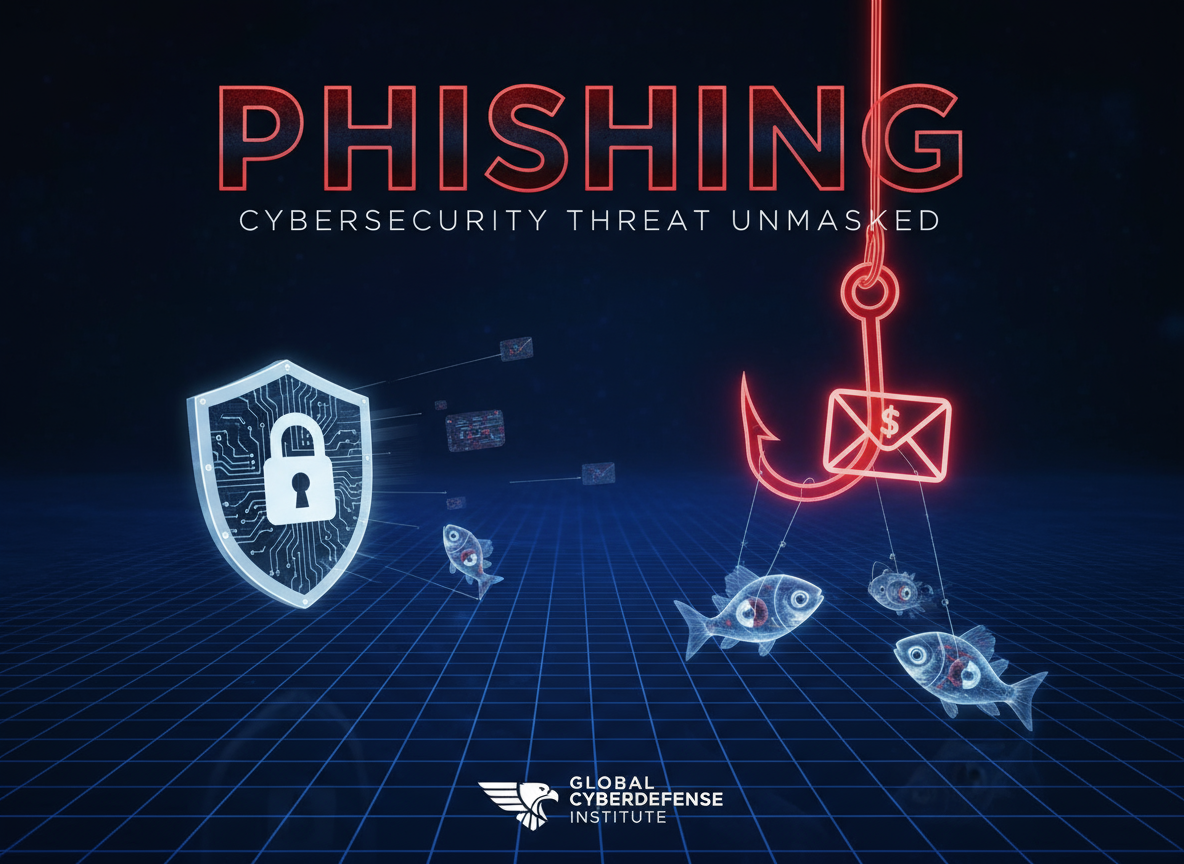 PHISHING
CYBERSECURITY THREAT UNMASKED
$
GLOBAL
CYBERDEFENSE
INSTITUTE